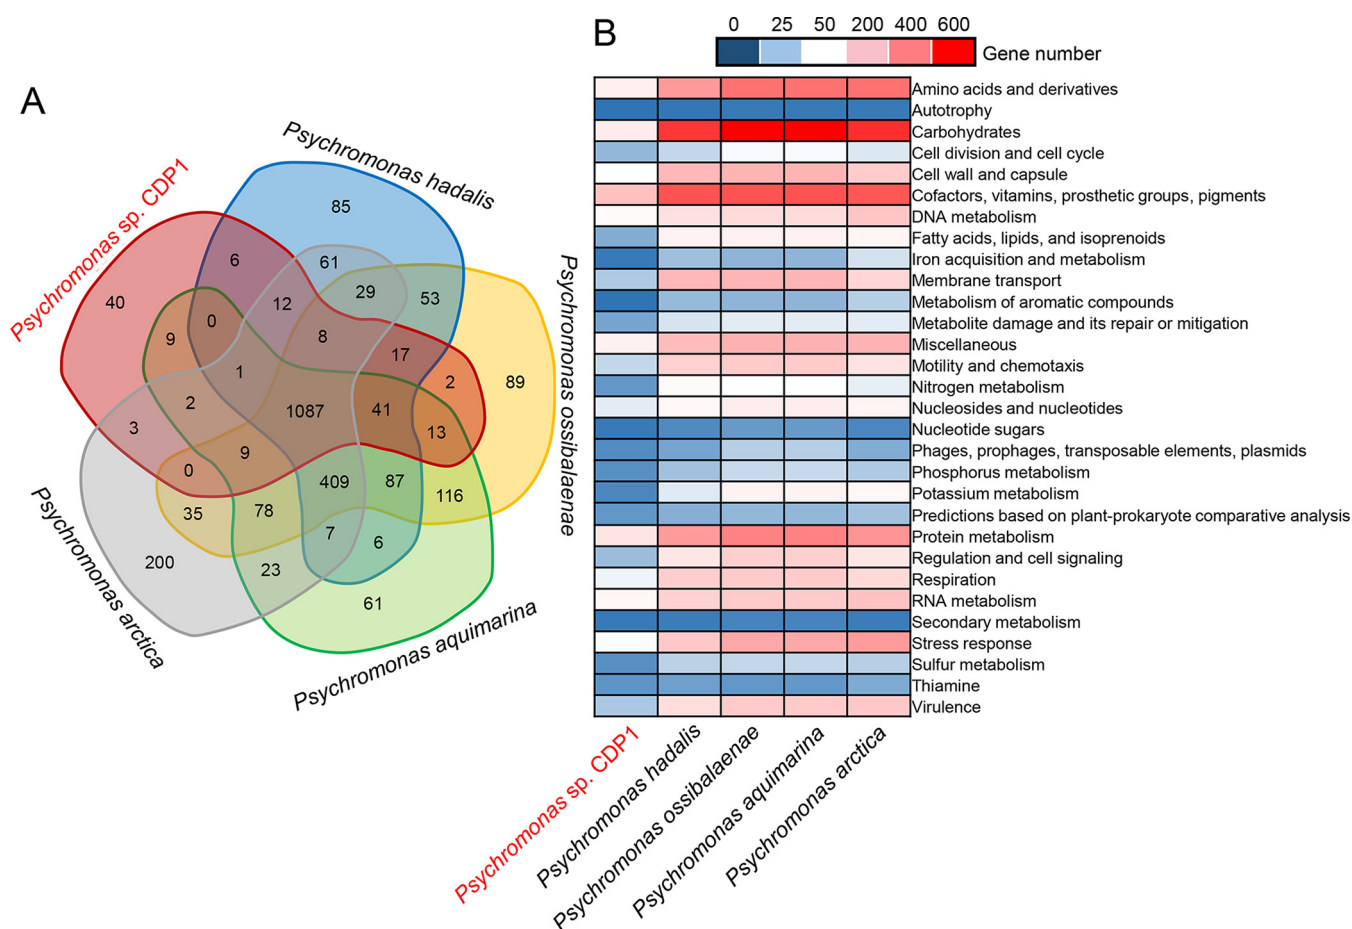 A
Psychromonas sp. CDP1
Psychromonas hadalis
Psychromonas ossibalaenae
Psychromonas aquimarina
Psychromonas arctica
85
6
61
40
12
29
53
0
9
8
17
2
89
1
2
1087
41
13
3
9
0
409
87
116
35
78
7
6
200
23
61
B
0 25 50 200 400 600
Gene number
Amino acids and derivatives
Autotrophy
Carbohydrates
Cell division and cell cycle
Cell wall and capsule
Cofactors, vitamins, prosthetic groups, pigments
DNA metabolism
Fatty acids, lipids, and isoprenoids
Iron acquisition and metabolism
Membrane transport
Metabolism of aromatic compounds
Metabolite damage and its repair or mitigation
Miscellaneous
Motility and chemotaxis
Nitrogen metabolism
Nucleosides and nucleotides
Nucleotide sugars
Phages, prophages, transposable elements, plasmids
Phosphorus metabolism
Potassium metabolism
Predictions based on plant-prokaryote comparative analysis
Protein metabolism
Regulation and cell signaling
Respiration
RNA metabolism
Secondary metabolism
Stress response
Sulfur metabolism
Thiamine
Virulence
Psychromonas sp. CDP1
Psychromonas hadalis
Psychromonas ossibalaenae
Psychromonas aquimarina
Psychromonas arctica